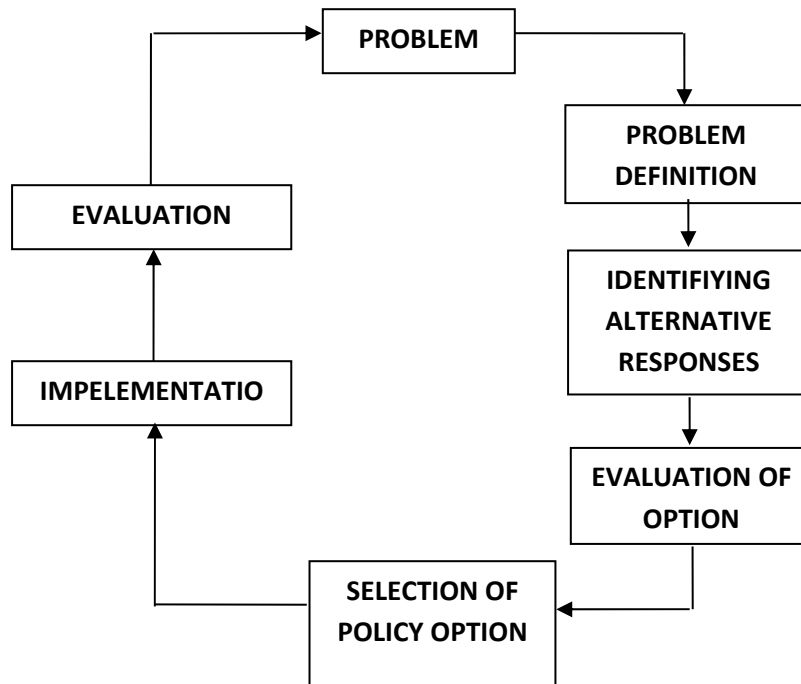 PROBLEM
PROBLEM
DEFINITION
IDENTIFIYING
ALTERNATIVE
RESPONSES
EVALUATION OF
OPTION
SELECTION OF
POLICY OPTION
IMPELEMENTATIO
EVALUATION